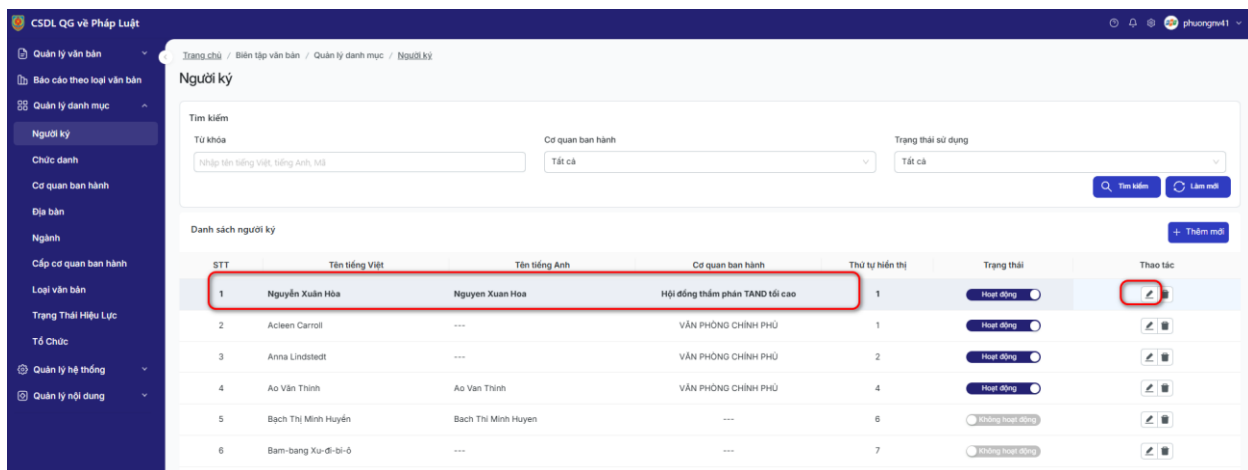 CSDL QG về Pháp Luật
phuongnv41
Quản lý văn bản
Báo cáo theo loại văn bản
Quản lý danh mục
Người ký
Chức danh
Cơ quan ban hành
Địa bàn
Ngành
Cấp cơ quan ban hành
Loại văn bản
Trạng Thái Hiệu Lực
Tổ Chức
Quản lý hệ thống
Quản lý nội dung
Trang chủ / Biên tập văn bản / Quản lý danh mục / Người ký
Người ký
Tìm kiếm
Từ khóa Cơ quan ban hành Trạng thái sử dụng
Nhập tên tiếng Việt, tiếng Anh, Mã Tất cả Tất cả
Tìm kiếm Làm mới
Danh sách người ký + Thêm mới
STT Tên tiếng Việt Tên tiếng Anh Cơ quan ban hành Thứ tự hiển thị Trạng thái Thao tác
1 Nguyễn Xuân Hòa Nguyen Xuan Hoa Hội đồng thẩm phán TAND tối cao 1 Hoạt động
2 Acleen Carroll --- VĂN PHÒNG CHÍNH PHỦ 1 Hoạt động
3 Anna Lindstedt --- VĂN PHÒNG CHÍNH PHỦ 2 Hoạt động
4 Ao Văn Thinh Ao Van Thinh VĂN PHÒNG CHÍNH PHỦ 4 Hoạt động
5 Bạch Thị Minh Huyền Bach Thi Minh Huyen --- 6 Không hoạt động
6 Bam-bang Xu-đi-bi-ô --- --- 7 Không hoạt động